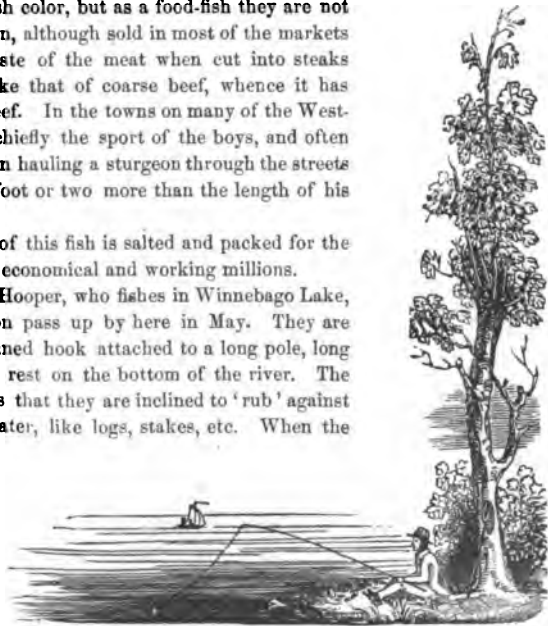 sh color, but as a food-fish they are not
n, although sold in most of the markets
ste of the meat when cut into steaks
ke that of coarse beef, whence it has
ef. In the towns on many of the West-
chiefly the sport of the boys, and often
n hauling a sturgeon through the streets
foot or two more than the length of his
of this fish is salted and packed for the
economical and working millions.
Hooper, who fishes in Winnebago Lake,
on pass up by here in May. They are
ned hook attached to a long pole, long
rest on the bottom of the river. The
s that they are inclined to ‘rub’ against
ater, like logs, stakes, etc. When the